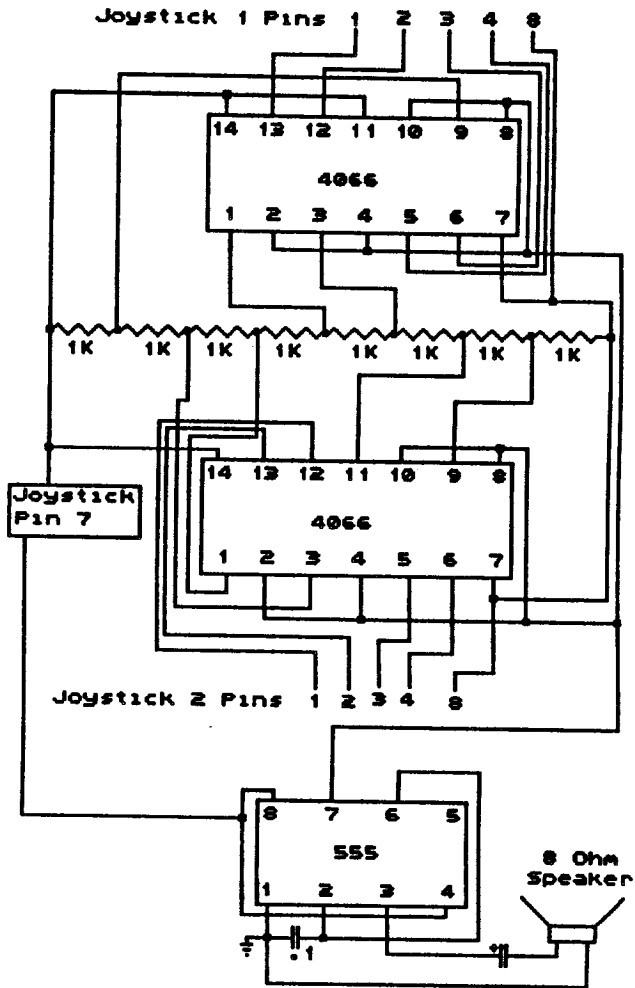 Joystick 1 Pins 1 2 3 4 8
14 13 12 11 10 9 8
4066
1 2 3 4 5 6 7
1K 1K 1K 1K 1K 1K 1K 1K
14 13 12 11 10 9 8
Joystick
Pin 7
4066
1 2 3 4 5 6 7
Joystick 2 Pins 1 2 3 4 8
8 7 6 5
555
8 Ohm
Speaker
1 2 3 4
.1
+